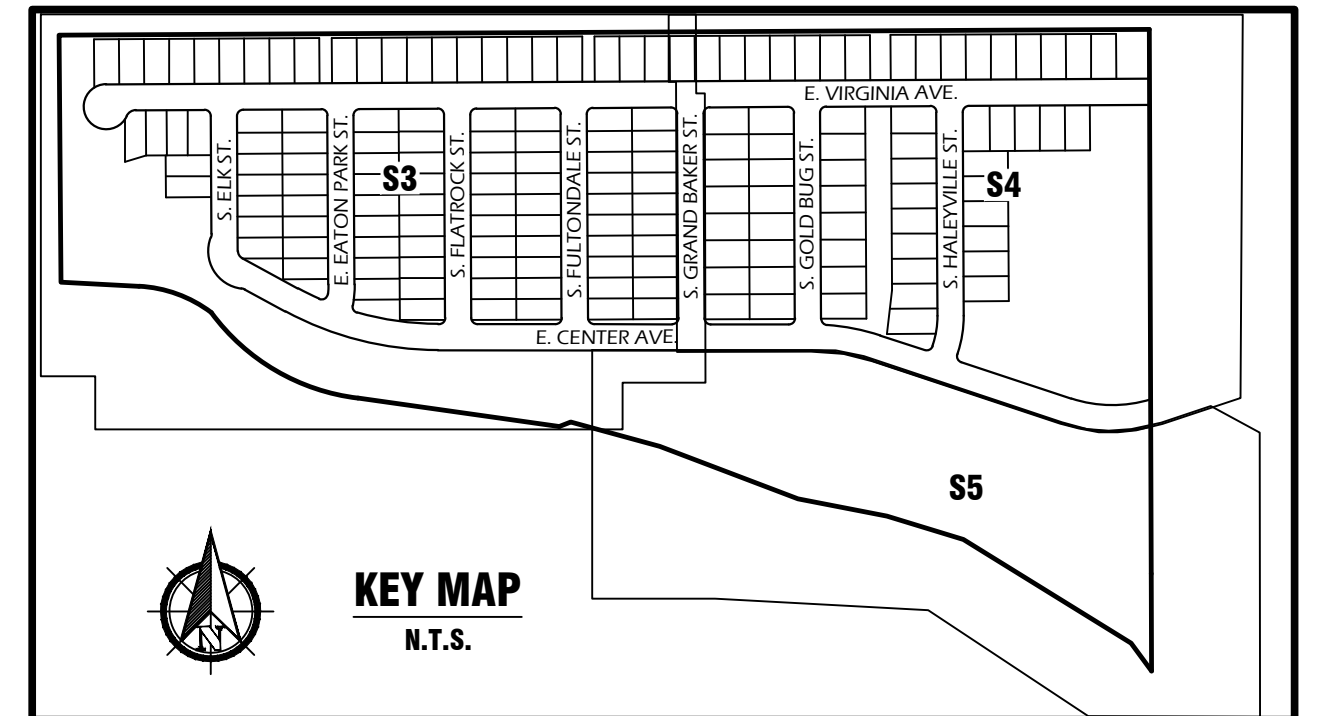 E. VIRGINIA AVE.
S. ELK ST.
E. EATON PARK ST.
S3
S. FLATROCK ST.
S. FULTONDALE ST.
S. GRAND BAKER ST.
S. GOLD BUG ST.
S. HALEYVILLE ST.
S4
E. CENTER AVE.
S5
N
KEY MAP
N.T.S.